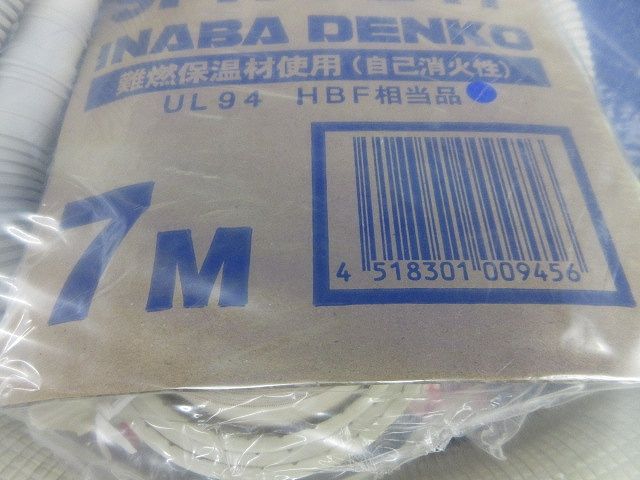 INABA DENKO
難燃保温材使用(自己消火性)
UL94 HBF相当品
7M
4 518301 009456